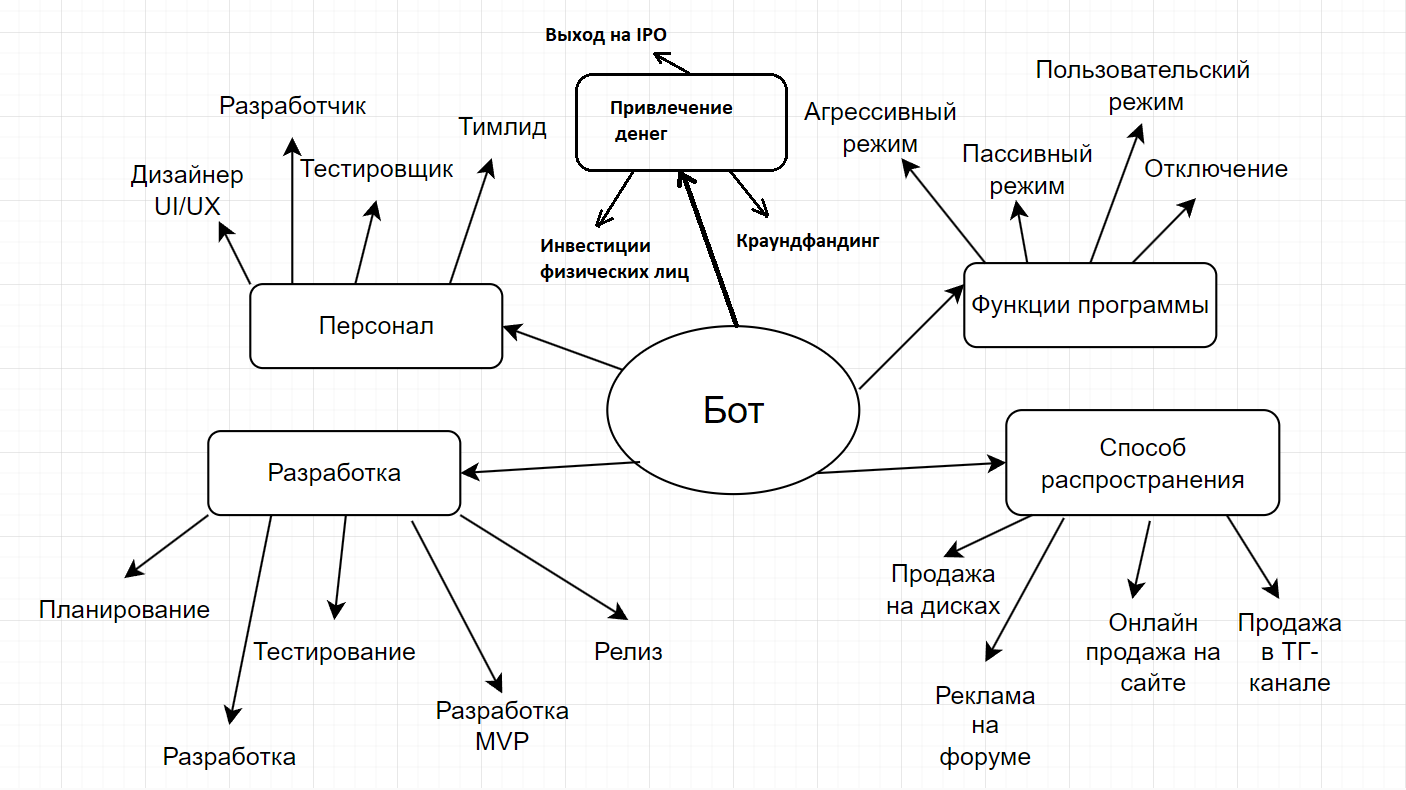 Выход на IPO
Привлечение
денег
Инвестиции
физических лиц
Краундфандинг
Разработчик
Тимлид
Тестировщик
Дизайнер
UI/UX
Персонал
Агрессивный
режим
Пассивный
режим
Пользовательский
режим
Отключение
Функции программы
Бот
Разработка
Планирование
Тестирование
Релиз
Разработка
MVP
Разработка
Способ
распространения
Продажа
на дисках
Реклама
на
форуме
Онлайн
продажа на
сайте
Продажа
в ТГ-
канале